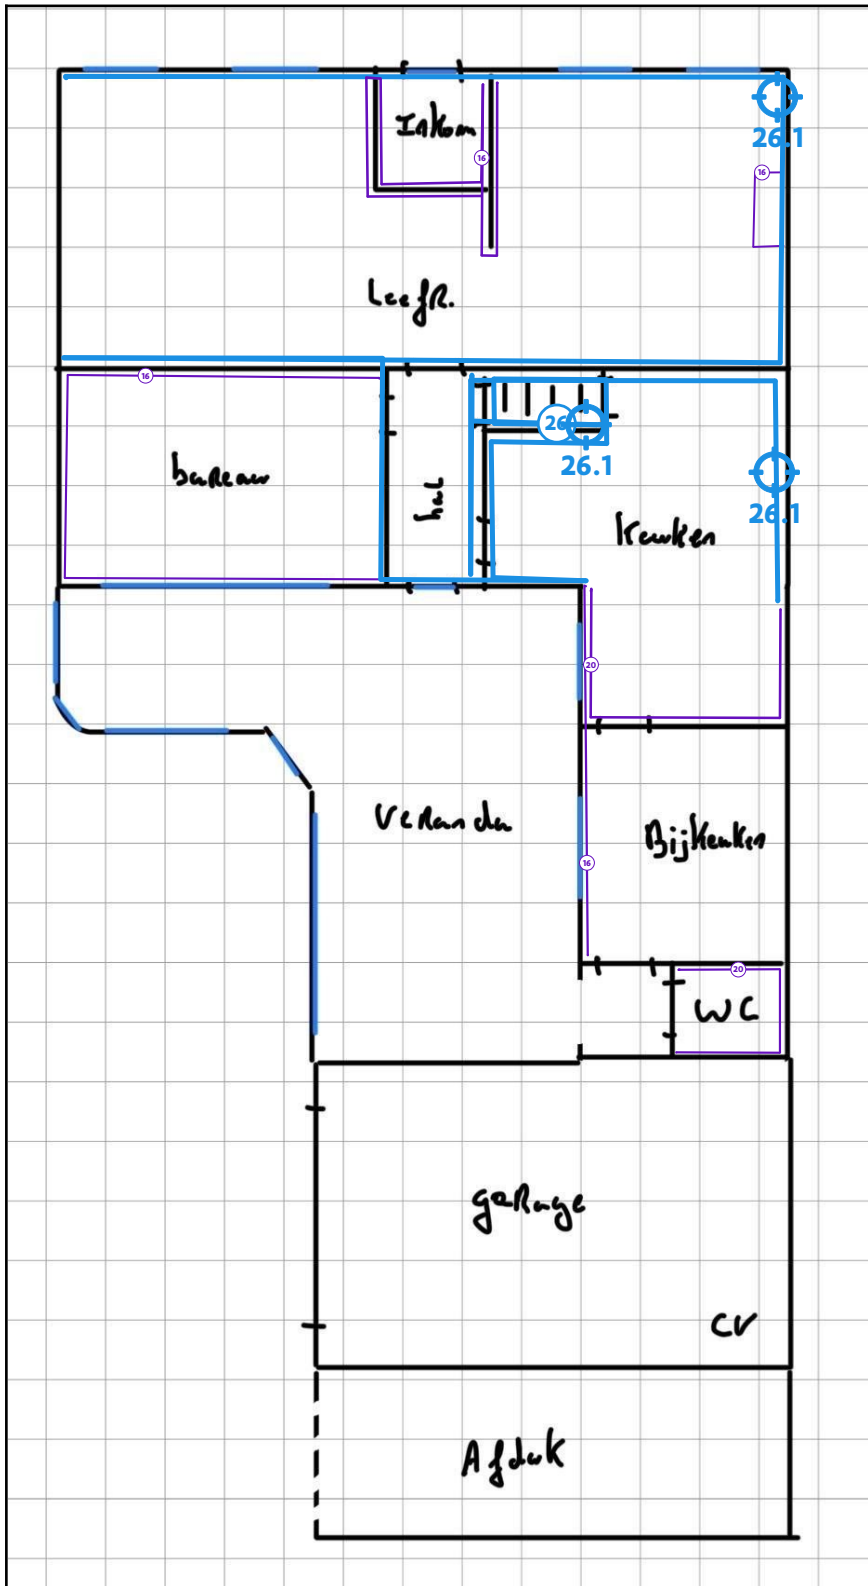 Inkom
26.1
16
16
Leefr.
16
26
26.1
bureau
hal
26.1
Keuken
20
Veranda
Bijkeuken
16
20
WC
garage
CV
Afdak